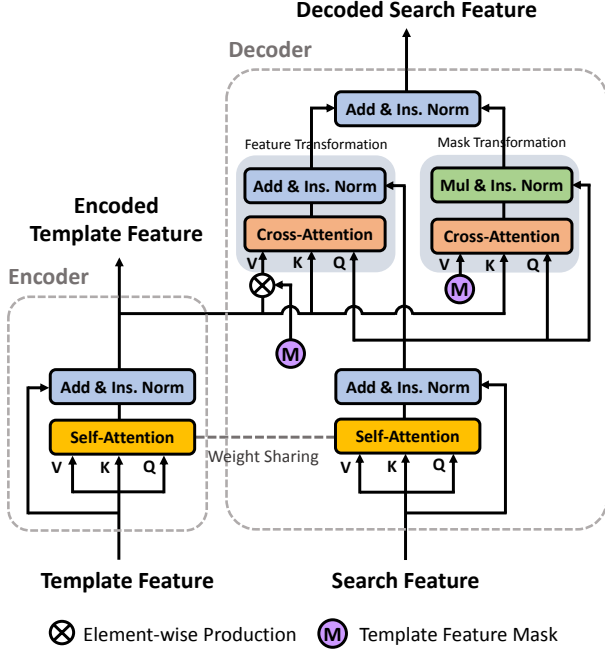 Decoded Search Feature
Decoder
Add & Ins. Norm
Feature Transformation
Mask Transformation
Add & Ins. Norm
Mul & Ins. Norm
Cross-Attention
Cross-Attention
V K Q
V K Q
M
M
Encoded
Template Feature
Encoder
Add & Ins. Norm
Add & Ins. Norm
Self-Attention
Self-Attention
Weight Sharing
V K Q
V K Q
Template Feature
Search Feature
Element-wise Production
M Template Feature Mask